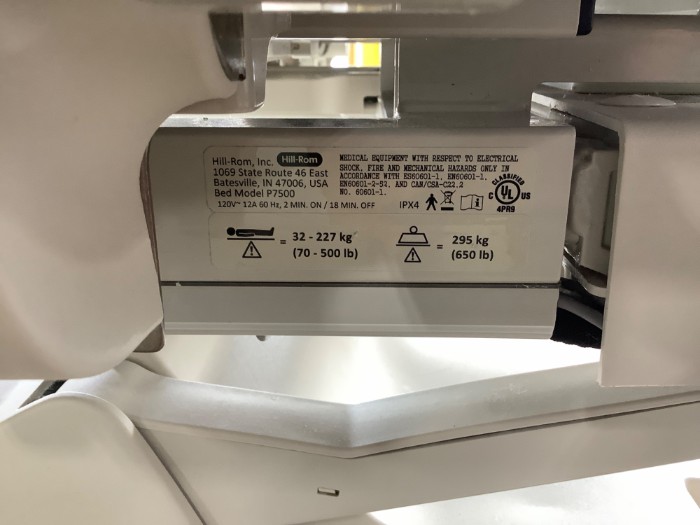 Hill-Rom, Inc. Hill-Rom
1069 State Route 46 East
Batesville, IN 47006, USA
Bed Model P7500
120V~ 12A 60 Hz, 2 MIN. ON / 18 MIN. OFF
MEDICAL EQUIPMENT WITH RESPECT TO ELECTRICAL
SHOCK, FIRE AND MECHANICAL HAZARDS ONLY IN
ACCORDANCE WITH ES60601-1, EN60601-1,
EN60601-2-52, AND CAN/CSA-C22.2
NO. 60601-1.
IPX4
CLASSIFIED
C UL US
4PR9
= 32 - 227 kg
(70 - 500 lb)
= 295 kg
(650 lb)